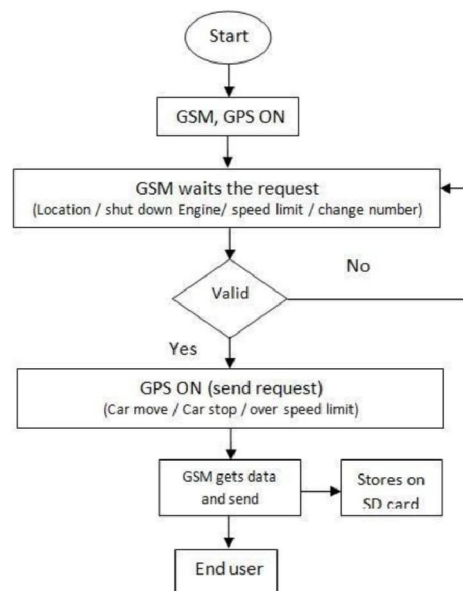 Start
GSM, GPS ON
GSM waits the request
(Location / shut down Engine/ speed limit / change number)
Valid
No
Yes
GPS ON (send request)
(Car move / Car stop / over speed limit)
GSM gets data
and send
Stores on
SD card
End user